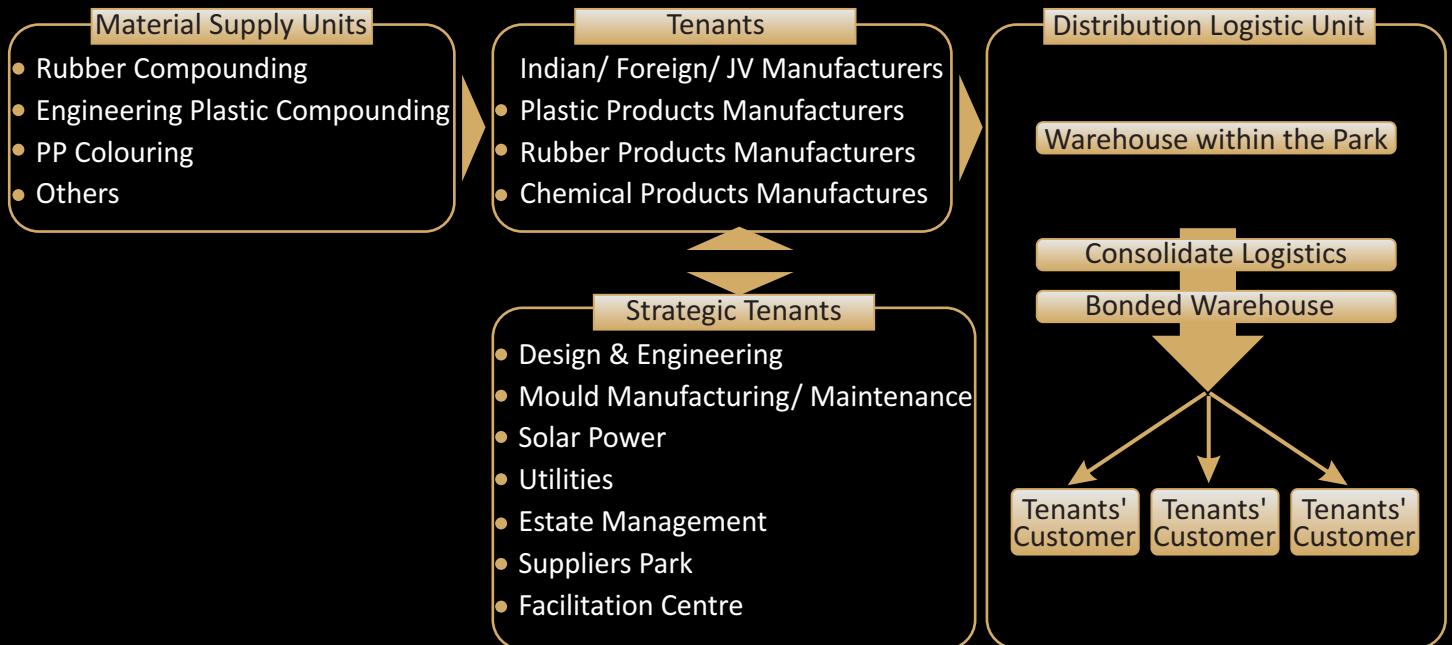 Material Supply Units
• Rubber Compounding
• Engineering Plastic Compounding
• PP Colouring
• Others
Tenants
Indian/ Foreign/ JV Manufacturers
• Plastic Products Manufacturers
• Rubber Products Manufacturers
• Chemical Products Manufactures
Strategic Tenants
• Design & Engineering
• Mould Manufacturing/ Maintenance
• Solar Power
• Utilities
• Estate Management
• Suppliers Park
• Facilitation Centre
Distribution Logistic Unit
Warehouse within the Park
Consolidate Logistics
Bonded Warehouse
Tenants'
Customer
Tenants'
Customer
Tenants'
Customer